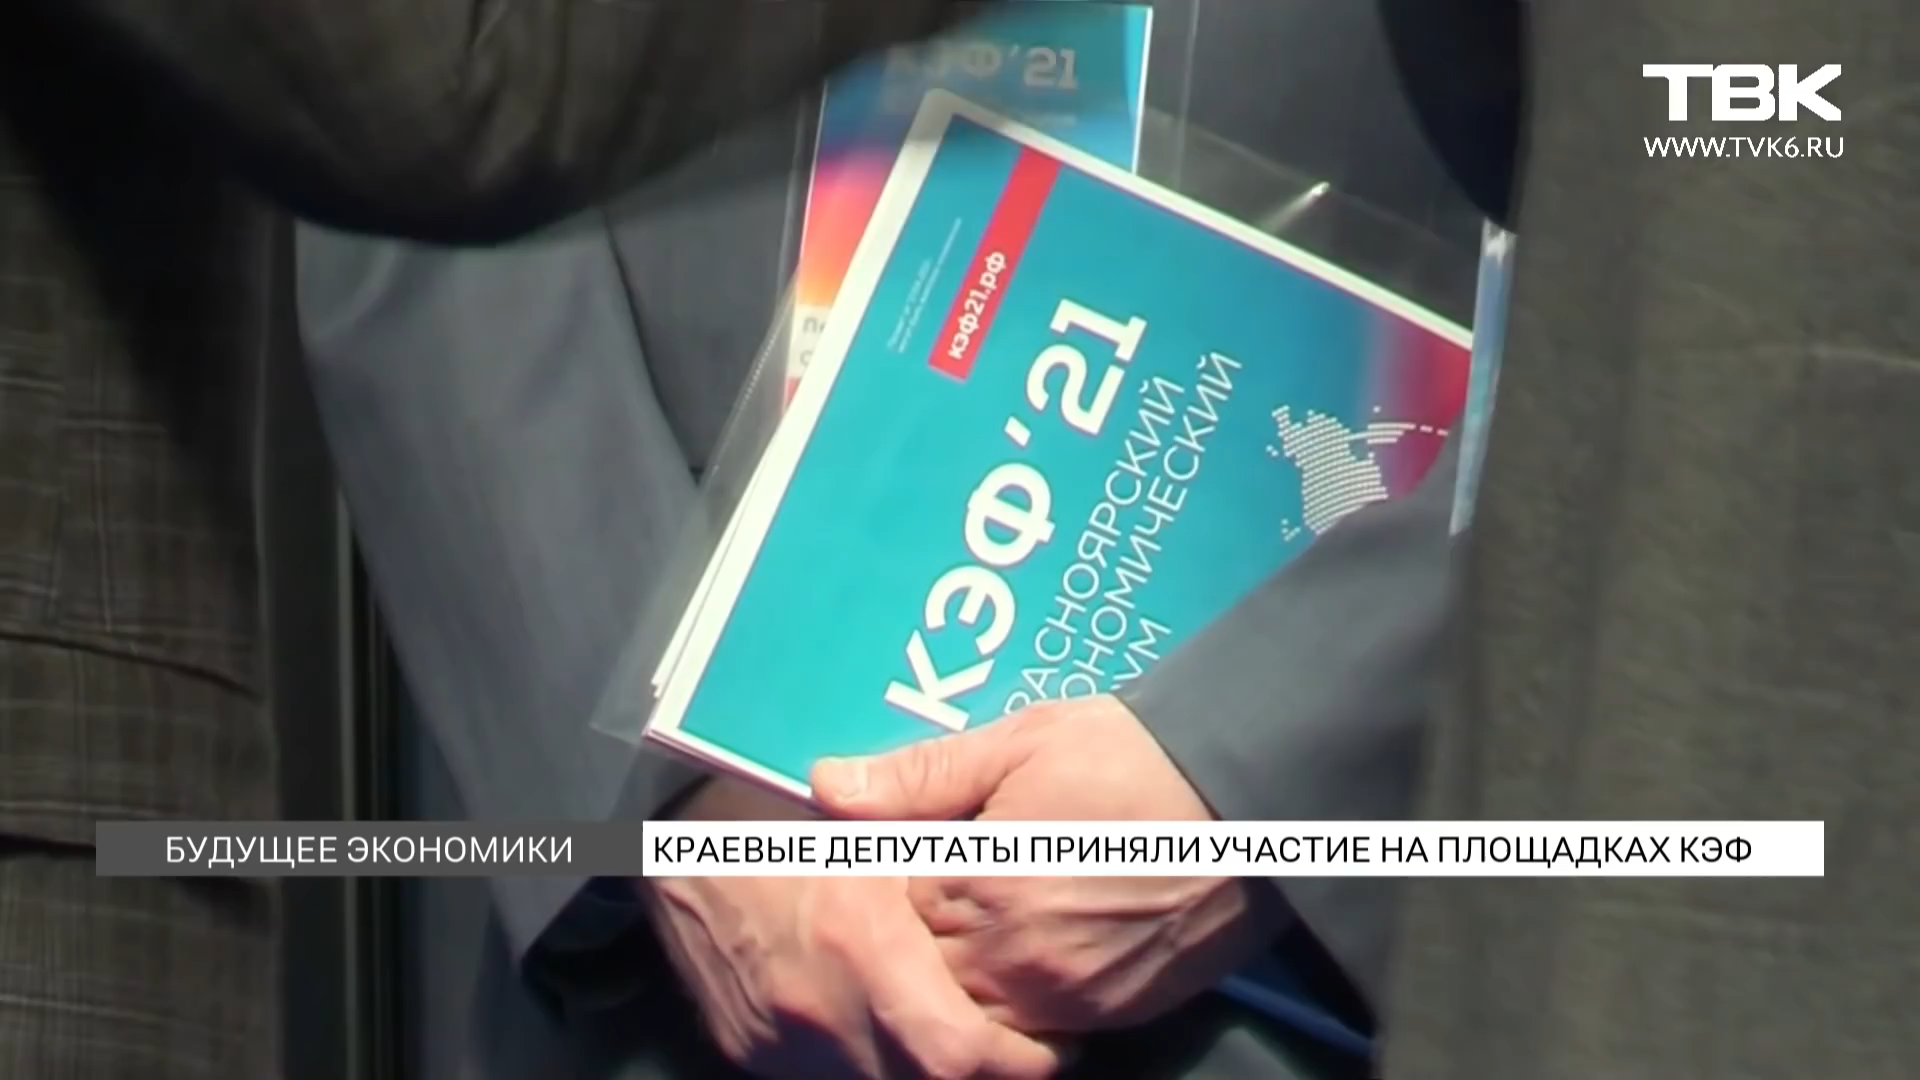 КЭФ'21
ТВК
WWW.TVK6.RU
КЭФ21.рф
КЭФ'21
КРАСНОЯРСКИЙ
ЭКОНОМИЧЕСКИЙ
БУДУЩЕЕ ЭКОНОМИКИ
КРАЕВЫЕ ДЕПУТАТЫ ПРИНЯЛИ УЧАСТИЕ НА ПЛОЩАДКАХ КЭФ